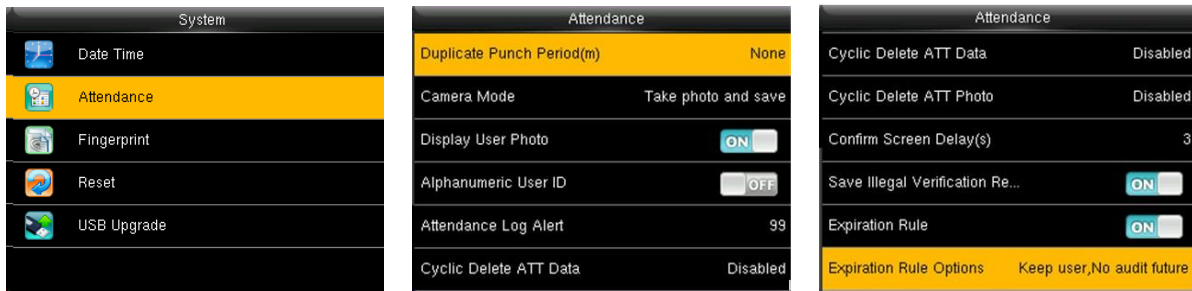 System
Date Time
Attendance
Fingerprint
Reset
USB Upgrade
Attendance
Duplicate Punch Period(m) None
Camera Mode Take photo and save
Display User Photo ON
Alphanumeric User ID OFF
Attendance Log Alert 99
Cyclic Delete ATT Data Disabled
Attendance
Cyclic Delete ATT Data Disabled
Cyclic Delete ATT Photo Disabled
Confirm Screen Delay(s) 3
Save Illegal Verification Re... ON
Expiration Rule ON
Expiration Rule Options Keep user,No audit future